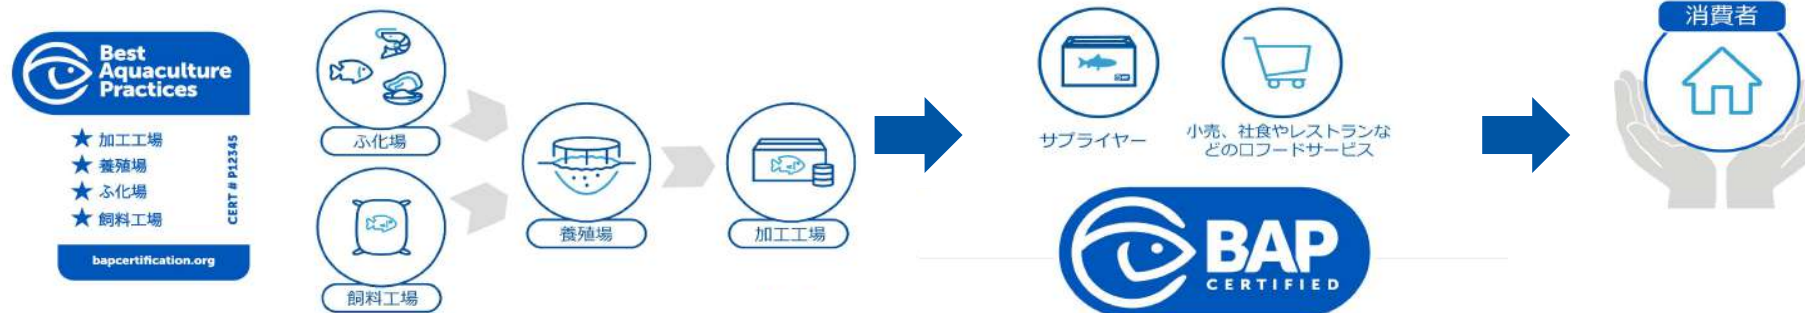 Best
Aquaculture
Practices
★ 加工工場
★ 養殖場
★ ふ化場
★ 飼料工場
CERT # P12345
bapcertification.org
ふ化場
飼料工場
養殖場
加工工場
サプライヤー
小売、社食やレストランな
どの口フードサービス
BAP
CERTIFIED
消費者